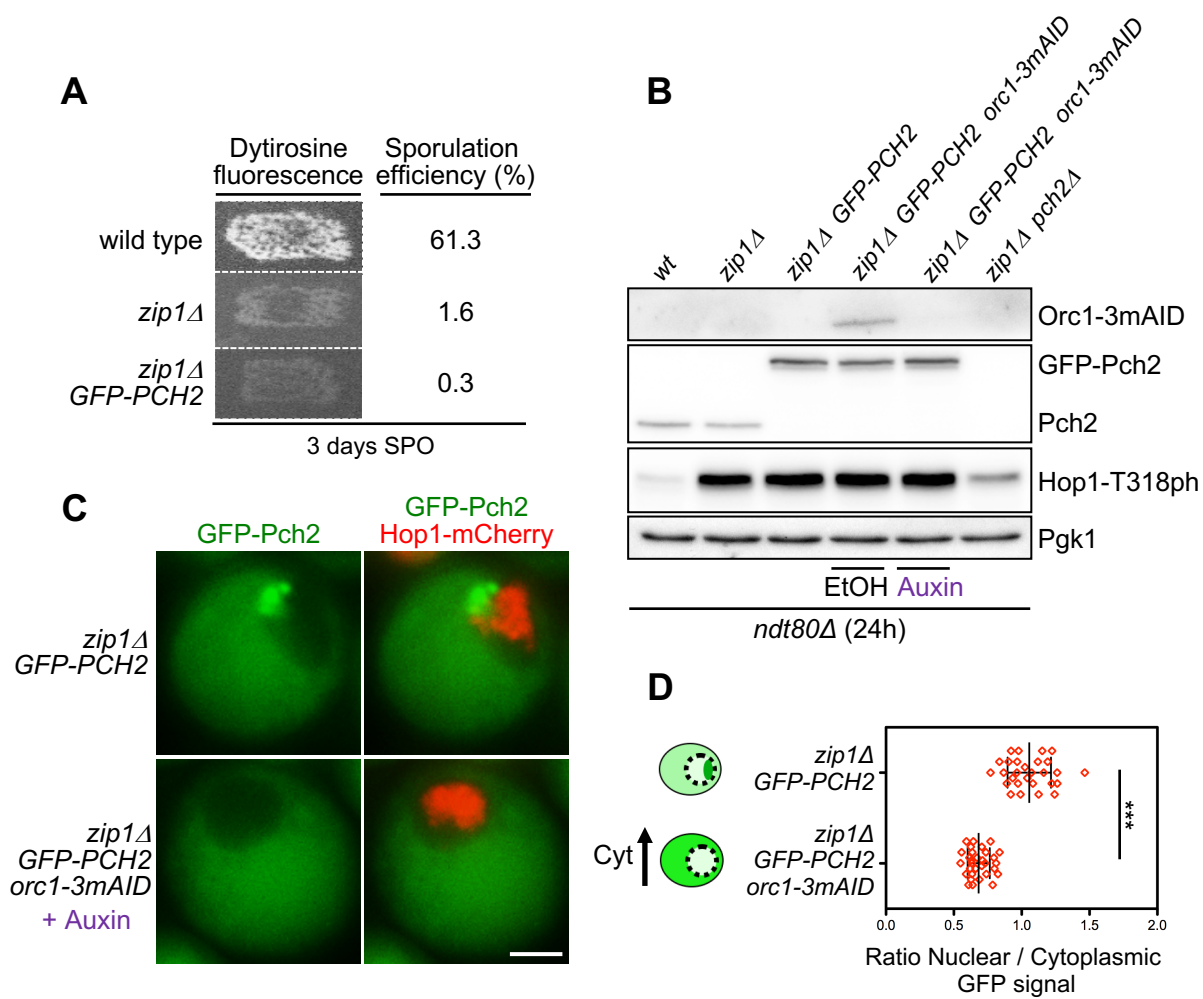 A
Dytirosine
fluorescence
Sporulation
efficiency (%)
wild type
61.3
zip1Δ
1.6
zip1Δ
GFP-PCH2
0.3
3 days SPO
B
wt
zip1Δ
zip1Δ GFP-PCH2
zip1Δ GFP-PCH2 orc1-3mAID
zip1Δ GFP-PCH2 orc1-3mAID
zip1Δ pch2Δ
Orc1-3mAID
GFP-Pch2
Pch2
Hop1-T318ph
Pgk1
EtOH
Auxin
ndt80Δ (24h)
C
GFP-Pch2
GFP-Pch2
Hop1-mCherry
zip1Δ
GFP-PCH2
zip1Δ
GFP-PCH2
orc1-3mAID
+ Auxin
D
zip1Δ
GFP-PCH2
Cyt
zip1Δ
GFP-PCH2
orc1-3mAID
***
0.0 0.5 1.0 1.5 2.0
Ratio Nuclear / Cytoplasmic
GFP signal